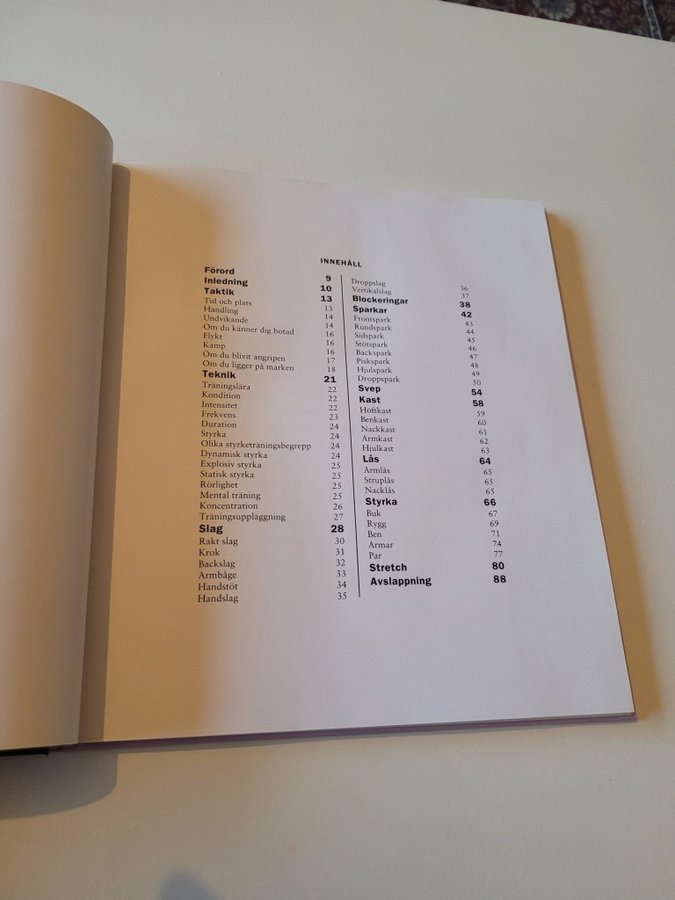 INNEHÅLL
Förord 9
Inledning 10
Taktik 13
Tid och plats 13
Handling 14
Undvikande 14
Om du känner dig hotad 16
Flykt 16
Kamp 16
Om du blivit angripen 17
Om du ligger på marken 18
Teknik 21
Träningslära 22
Kondition 22
Intensitet 22
Frekvens 23
Duration 24
Styrka 24
Olika styrketräningsbegrepp 24
Dynamisk styrka 24
Explosiv styrka 25
Statisk styrka 25
Rörlighet 25
Mental träning 25
Koncentration 26
Träningsuppläggning 27
Slag 28
Rakt slag 30
Krok 31
Backslag 32
Armbåge 33
Handstöt 34
Handslag 35
Droppslag 36
Vertikalslag 37
Blockeringar 38
Sparkar 42
Frontspark 43
Rundspark 44
Sidspark 45
Stötspark 46
Backspark 47
Piskspark 48
Hjulspark 49
Droppspark 50
Svep 54
Kast 58
Höftkast 59
Benkast 60
Nackkast 61
Armkast 62
Hjulkast 63
Lås 64
Armlås 65
Struplås 65
Nacklås 65
Styrka 66
Buk 67
Rygg 69
Ben 71
Armar 74
Par 77
Stretch 80
Avslappning 88